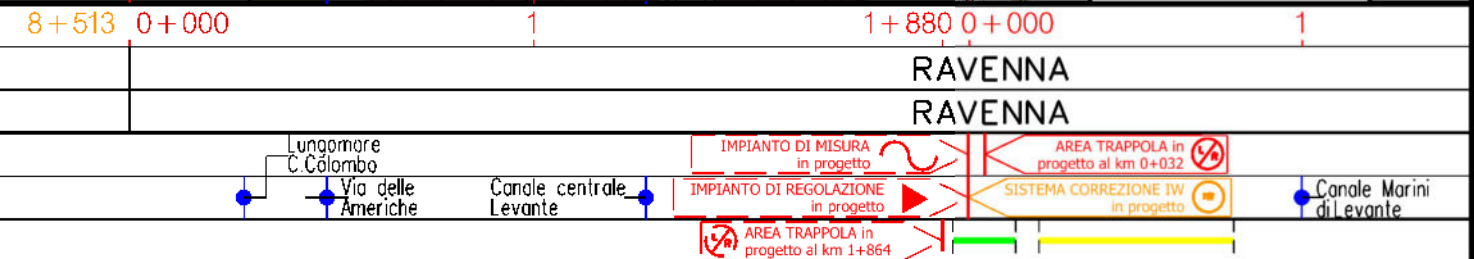 8+513 0+000 1 1+880 0+000 1
RAVENNA
RAVENNA
Lungomare
C.Colombo
IMPIANTO DI MISURA
in progetto
AREA TRAPPOLA in
progetto al km 0+032
L/R
Via delle
Americhe
Canale centrale
Levante
IMPIANTO DI REGOLAZIONE
in progetto
SISTEMA CORREZIONE IW
in progetto
Canale Marini
diLevante
L/R
AREA TRAPPOLA in
progetto al km 1+864